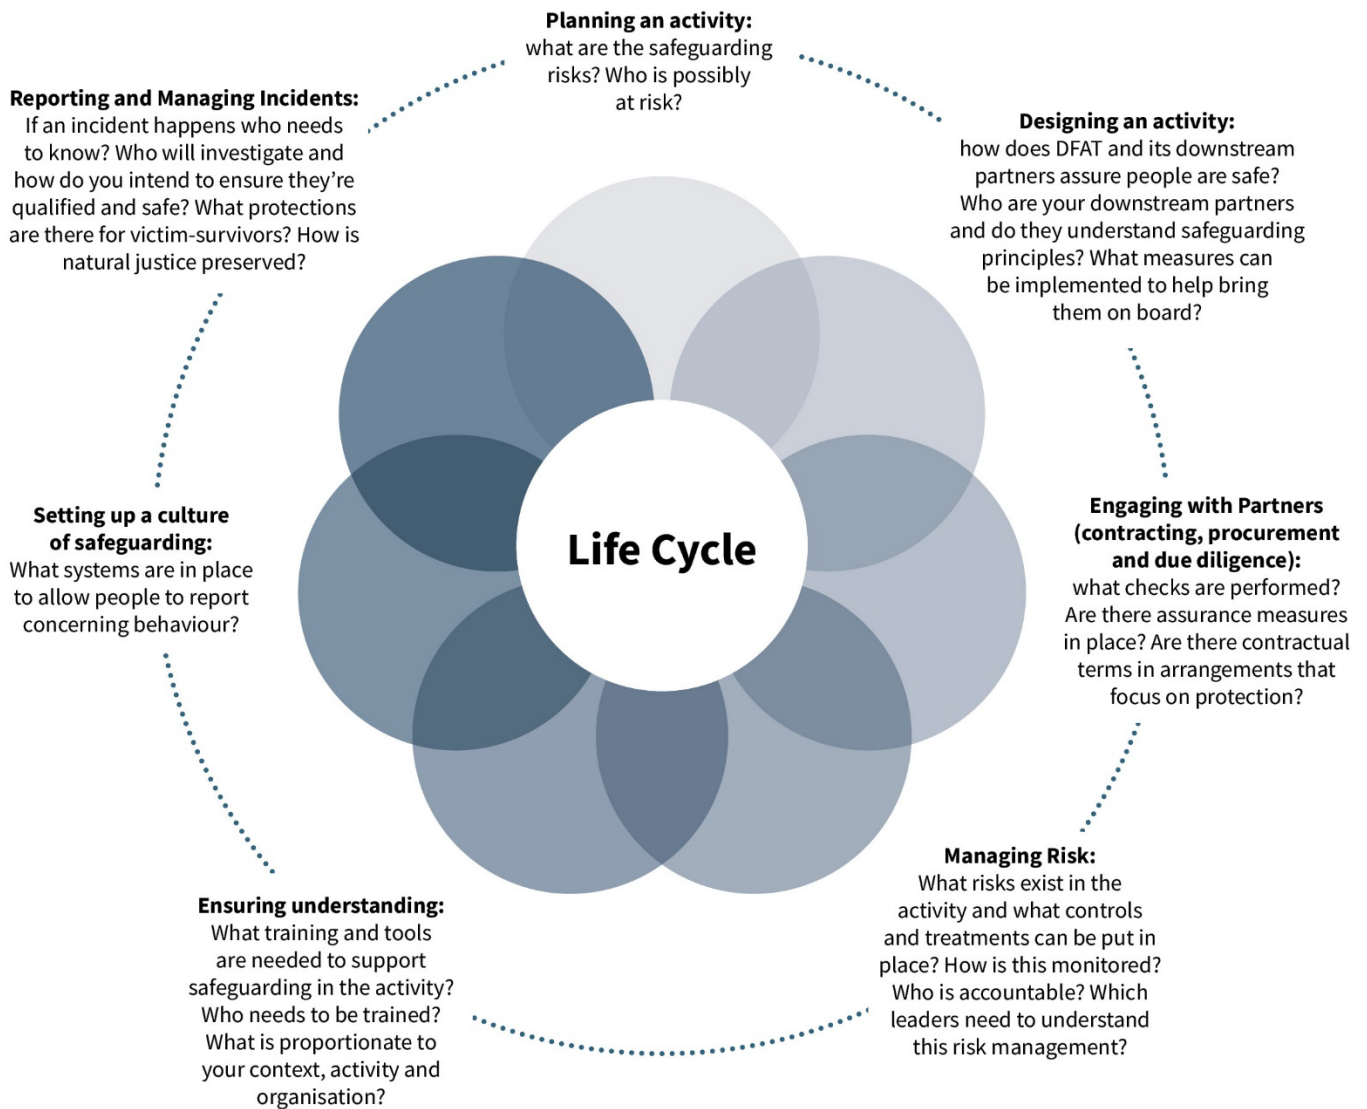 Planning an activity:
what are the safeguarding
risks? Who is possibly
at risk?
Designing an activity:
how does DFAT and its downstream
partners assure people are safe?
Who are your downstream partners
and do they understand safeguarding
principles? What measures can
be implemented to help bring
them on board?
Engaging with Partners
(contracting, procurement
and due diligence):
what checks are performed?
Are there assurance measures
in place? Are there contractual
terms in arrangements that
focus on protection?
Managing Risk:
What risks exist in the
activity and what controls
and treatments can be put in
place? How is this monitored?
Who is accountable? Which
leaders need to understand
this risk management?
Ensuring understanding:
What training and tools
are needed to support
safeguarding in the activity?
Who needs to be trained?
What is proportionate to
your context, activity and
organisation?
Setting up a culture
of safeguarding:
What systems are in place
to allow people to report
concerning behaviour?
Reporting and Managing Incidents:
If an incident happens who needs
to know? Who will investigate and
how do you intend to ensure they’re
qualified and safe? What protections
are there for victim-survivors? How is
natural justice preserved?
Life Cycle